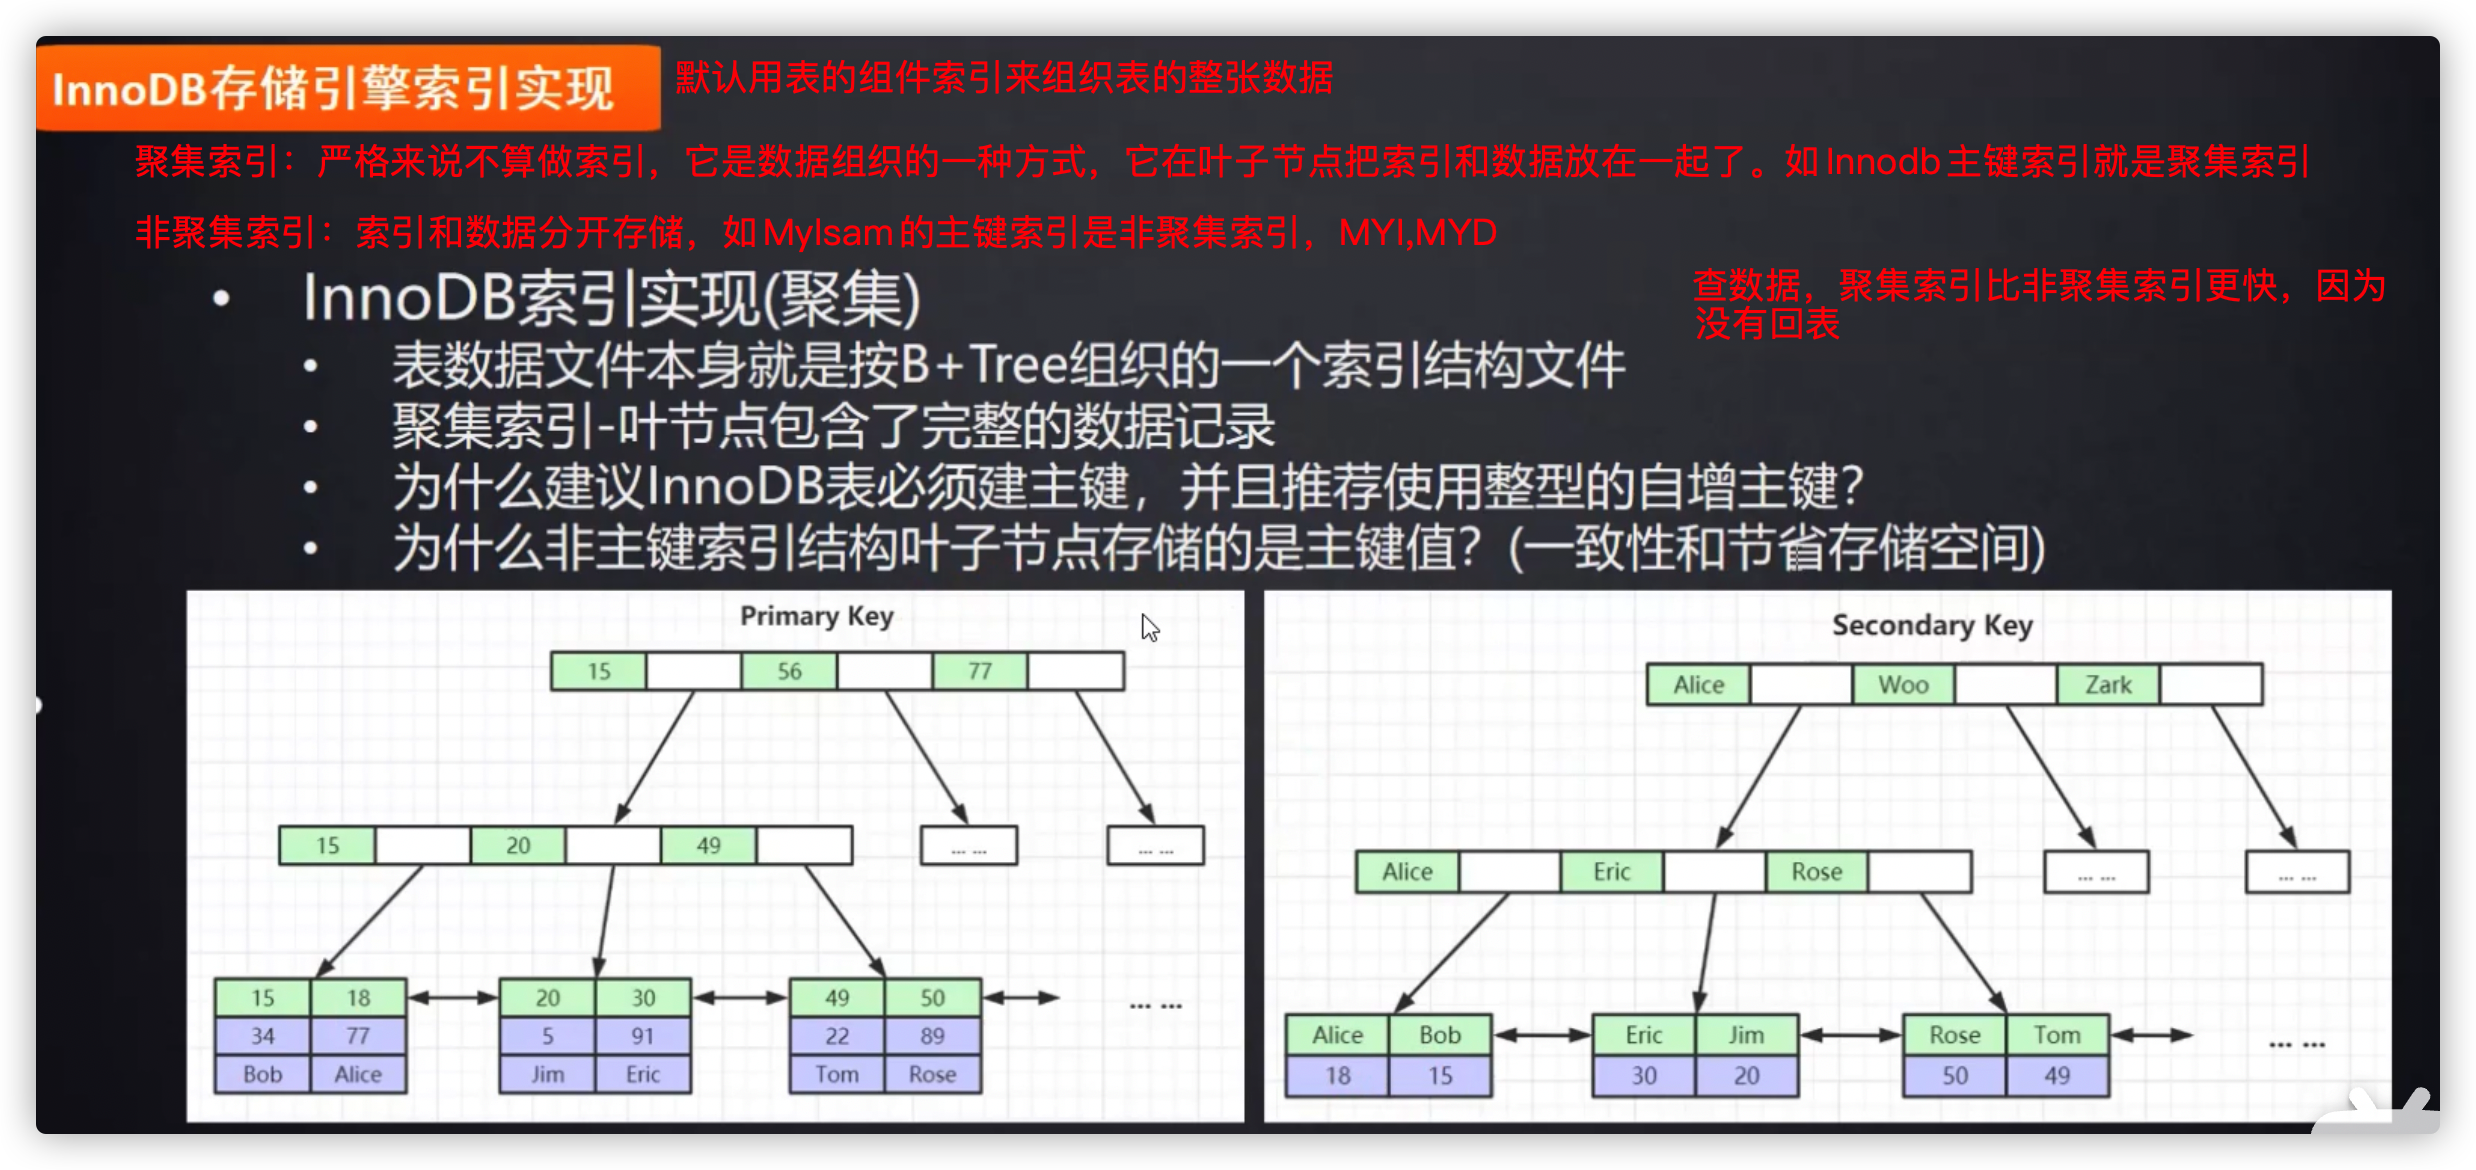 InnoDB存储引擎索引实现 默认用表的组件索引来组织表的整张数据
聚集索引：严格来说不算做索引，它是数据组织的一种方式，它在叶子节点把索引和数据放在一起了。如Innodb主键索引就是聚集索引
非聚集索引：索引和数据分开存储，如MyIsam的主键索引是非聚集索引，MYI,MYD
查数据，聚集索引比非聚集索引更快，因为
没有回表
• InnoDB索引实现(聚集)
• 表数据文件本身就是按B+Tree组织的一个索引结构文件
• 聚集索引-叶节点包含了完整的数据记录
• 为什么建议InnoDB表必须建主键，并且推荐使用整型的自增主键？
• 为什么非主键索引结构叶子节点存储的是主键值？(一致性和节省存储空间)
Primary Key
15 56 77
15 20 49 ... ... ... ...
15 18 20 30 49 50 ... ...
34 77 5 91 22 89
Bob Alice Jim Eric Tom Rose
Secondary Key
Alice Woo Zark
Alice Eric Rose ... ... ... ...
Alice Bob Eric Jim Rose Tom ... ...
18 15 30 20 50 49